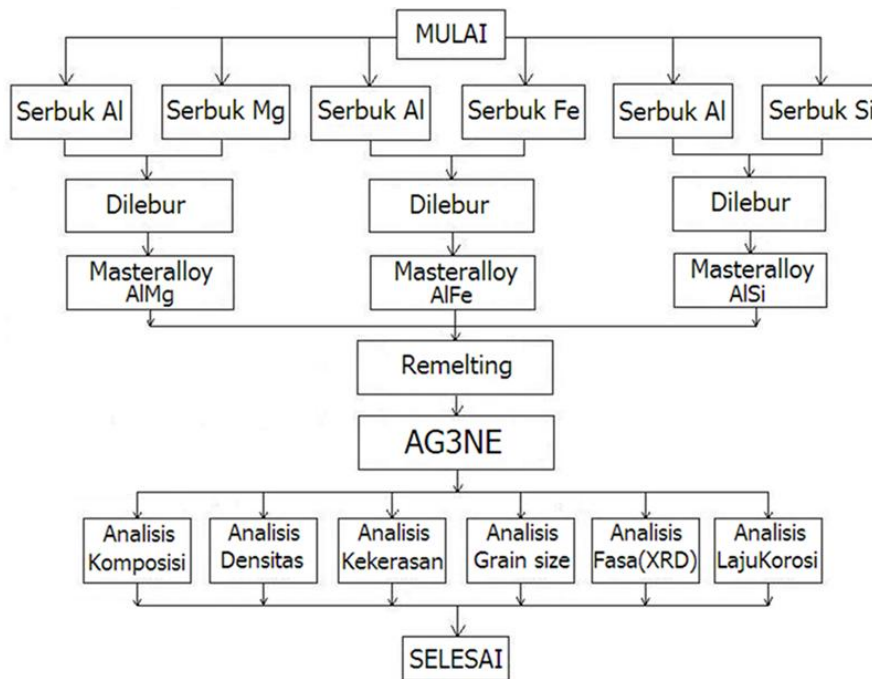 MULAI
Serbuk Al
Serbuk Mg
Serbuk Al
Serbuk Fe
Serbuk Al
Serbuk Si
Dilebur
Dilebur
Dilebur
Masteralloy
AlMg
Masteralloy
AlFe
Masteralloy
AlSi
Remelting
AG3NE
Analisis
Komposisi
Analisis
Densitas
Analisis
Kekerasan
Analisis
Grain size
Analisis
Fasa(XRD)
Analisis
LajuKorosi
SELESAI